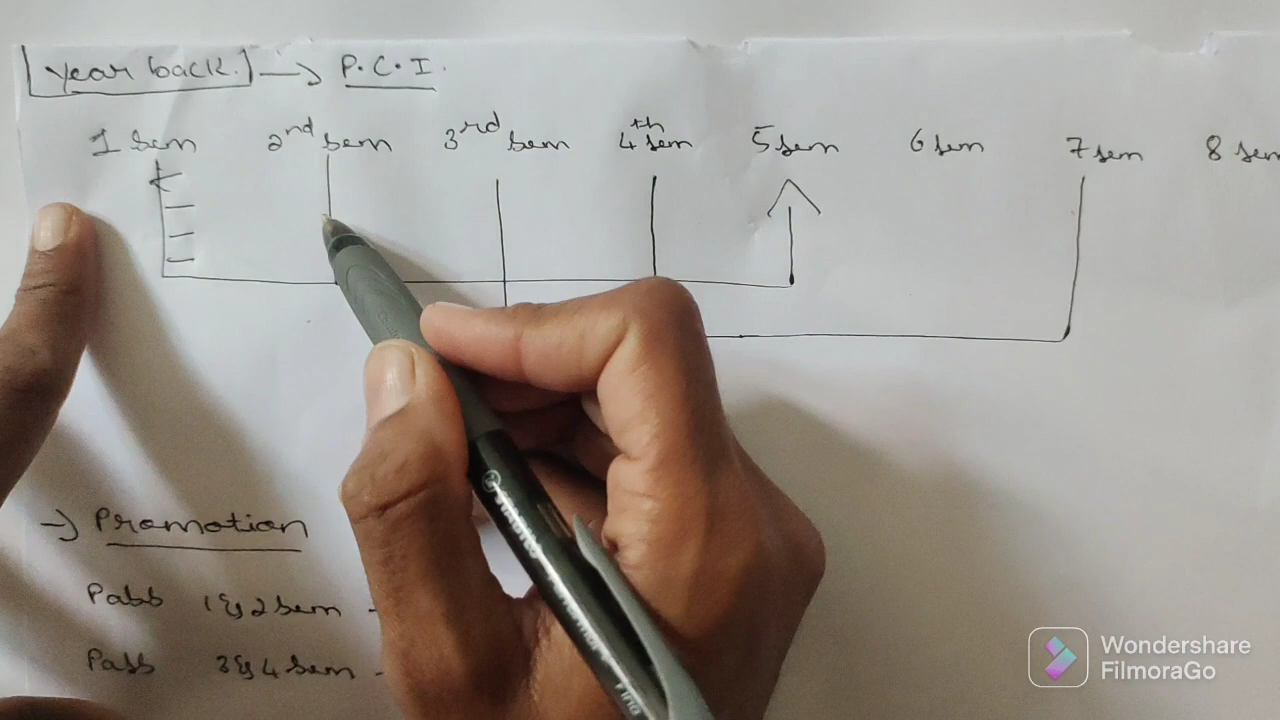 Year back. → P.C.I.
1 Sem 2nd Sem 3rd Sem 4th Sem 5 Sem 6 Sem 7 Sem 8 Sem
→ Promotion
Pass 1 & 2 Sem -
Pass 3 & 4 Sem -
STABILO
Wondershare
FilmoraGo